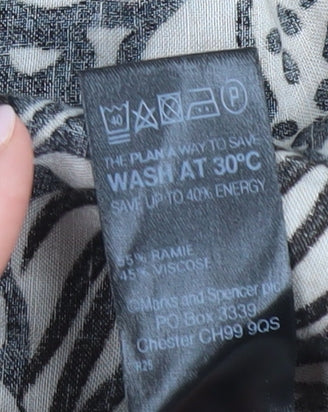 40 P
THE PLAN A WAY TO SAVE
WASH AT 30°C
SAVE UP TO 40% ENERGY
55% RAMIE
45% VISCOSE
©Marks and Spencer plc
PO Box 3339
Chester CH99 9QS